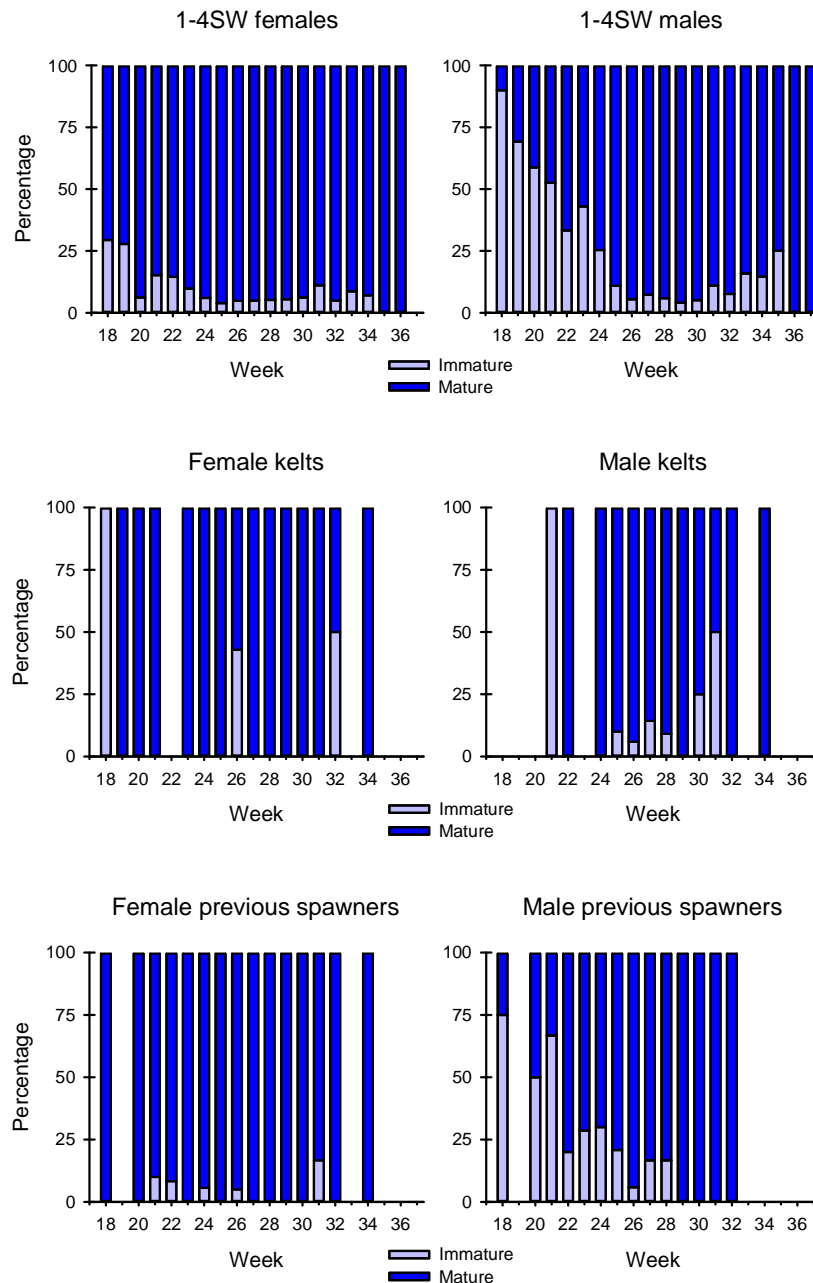 1-4SW females
1-4SW males
Percentage
100
75
50
25
0
18 20 22 24 26 28 30 32 34 36
Week
100
75
50
25
0
18 20 22 24 26 28 30 32 34 36
Week
Immature
Mature
Female kelts
Male kelts
Percentage
100
75
50
25
0
18 20 22 24 26 28 30 32 34 36
Week
100
75
50
25
0
18 20 22 24 26 28 30 32 34 36
Week
Immature
Mature
Female previous spawners
Male previous spawners
Percentage
100
75
50
25
0
18 20 22 24 26 28 30 32 34 36
Week
100
75
50
25
0
18 20 22 24 26 28 30 32 34 36
Week
Immature
Mature